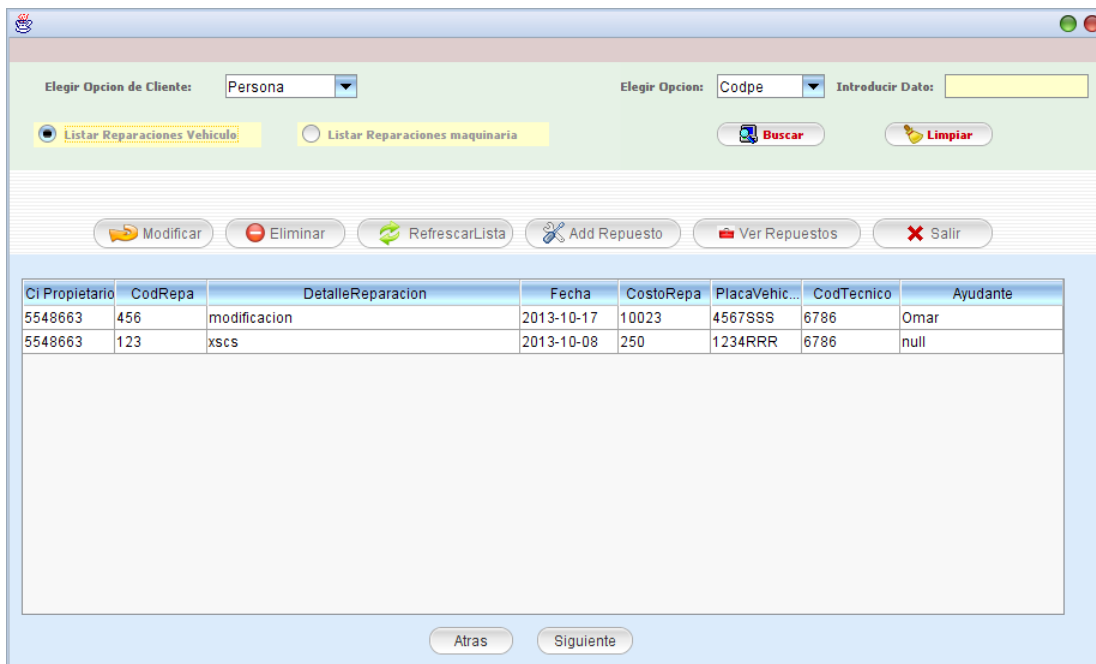 Elegir Opcion de Cliente: Persona Elegir Opcion: Codpe Introducir Dato:
Listar Reparaciones Vehiculo Listar Reparaciones maquinaria Buscar Limpiar
Modificar Eliminar RefrescarLista Add Repuesto Ver Repuestos Salir
Ci Propietario CodRepa DetalleReparacion Fecha CostoRepa PlacaVehic... CodTecnico Ayudante
5548663 456 modificacion 2013-10-17 10023 4567SSS 6786 Omar
5548663 123 xscs 2013-10-08 250 1234RRR 6786 null
Atras Siguiente